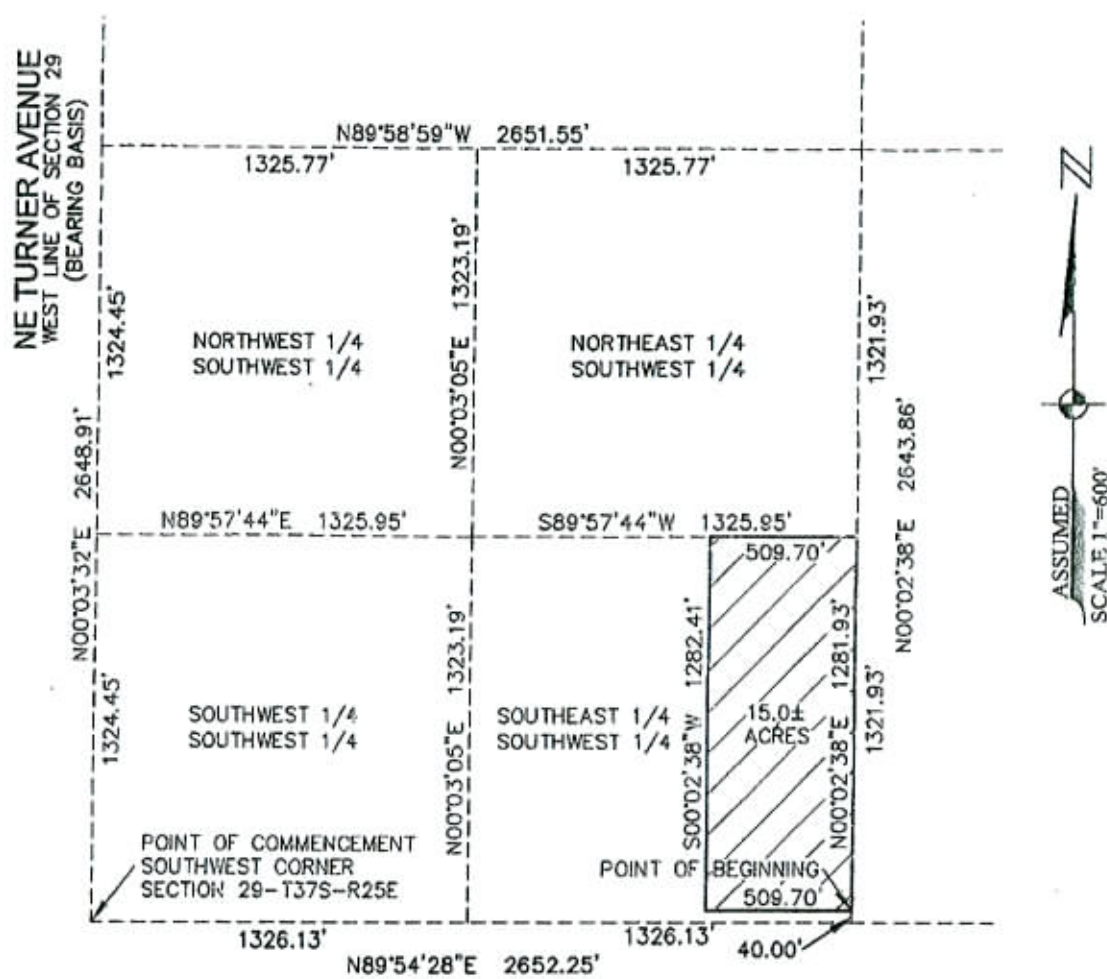 NE TURNER AVENUE
WEST LINE OF SECTION 29
(BEARING BASIS)
N89°58'59"W 2651.55'
1325.77'
1325.77'
1324.45'
N00°03'05"E 1323.19'
1321.93'
NORTHWEST 1/4
SOUTHWEST 1/4
NORTHEAST 1/4
SOUTHWEST 1/4
N00°03'32"E 2648.91'
N00°02'38"E 2643.86'
N
ASSUMED
SCALE 1"=600'
N89°57'44"E 1325.95'
S89°57'44"W 1325.95'
509.70'
1324.45'
N00°03'05"E 1323.19'
S00°02'38"W 1282.41'
N00°02'38"E 1281.93'
1321.93'
SOUTHWEST 1/4
SOUTHWEST 1/4
SOUTHEAST 1/4
SOUTHWEST 1/4
15.0±
ACRES
POINT OF COMMENCEMENT
SOUTHWEST CORNER
SECTION 29-T37S-R25E
POINT OF BEGINNING
509.70'
1326.13'
1326.13'
40.00'
N89°54'28"E 2652.25'